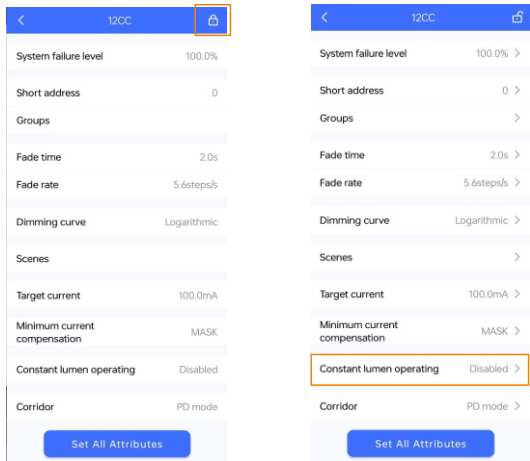 12CC
System failure level 100.0%
Short address 0
Groups
Fade time 2.0s
Fade rate 5.6steps/s
Dimming curve Logarithmic
Scenes
Target current 100.0mA
Minimum current
compensation MASK
Constant lumen operating Disabled
Corridor PD mode
Set All Attributes
12CC
System failure level 100.0% >
Short address 0 >
Groups >
Fade time 2.0s >
Fade rate 5.6steps/s >
Dimming curve Logarithmic >
Scenes >
Target current 100.0mA >
Minimum current
compensation MASK >
Constant lumen operating Disabled >
Corridor PD mode >
Set All Attributes